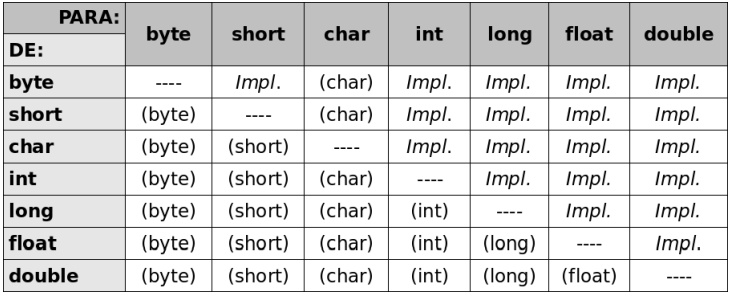 PARA: byte short char int long float double
DE:
byte ---- Impl. (char) Impl. Impl. Impl. Impl.
short (byte) ---- (char) Impl. Impl. Impl. Impl.
char (byte) (short) ---- Impl. Impl. Impl. Impl.
int (byte) (short) (char) ---- Impl. Impl. Impl.
long (byte) (short) (char) (int) ---- Impl. Impl.
float (byte) (short) (char) (int) (long) ---- Impl.
double (byte) (short) (char) (int) (long) (float) ----